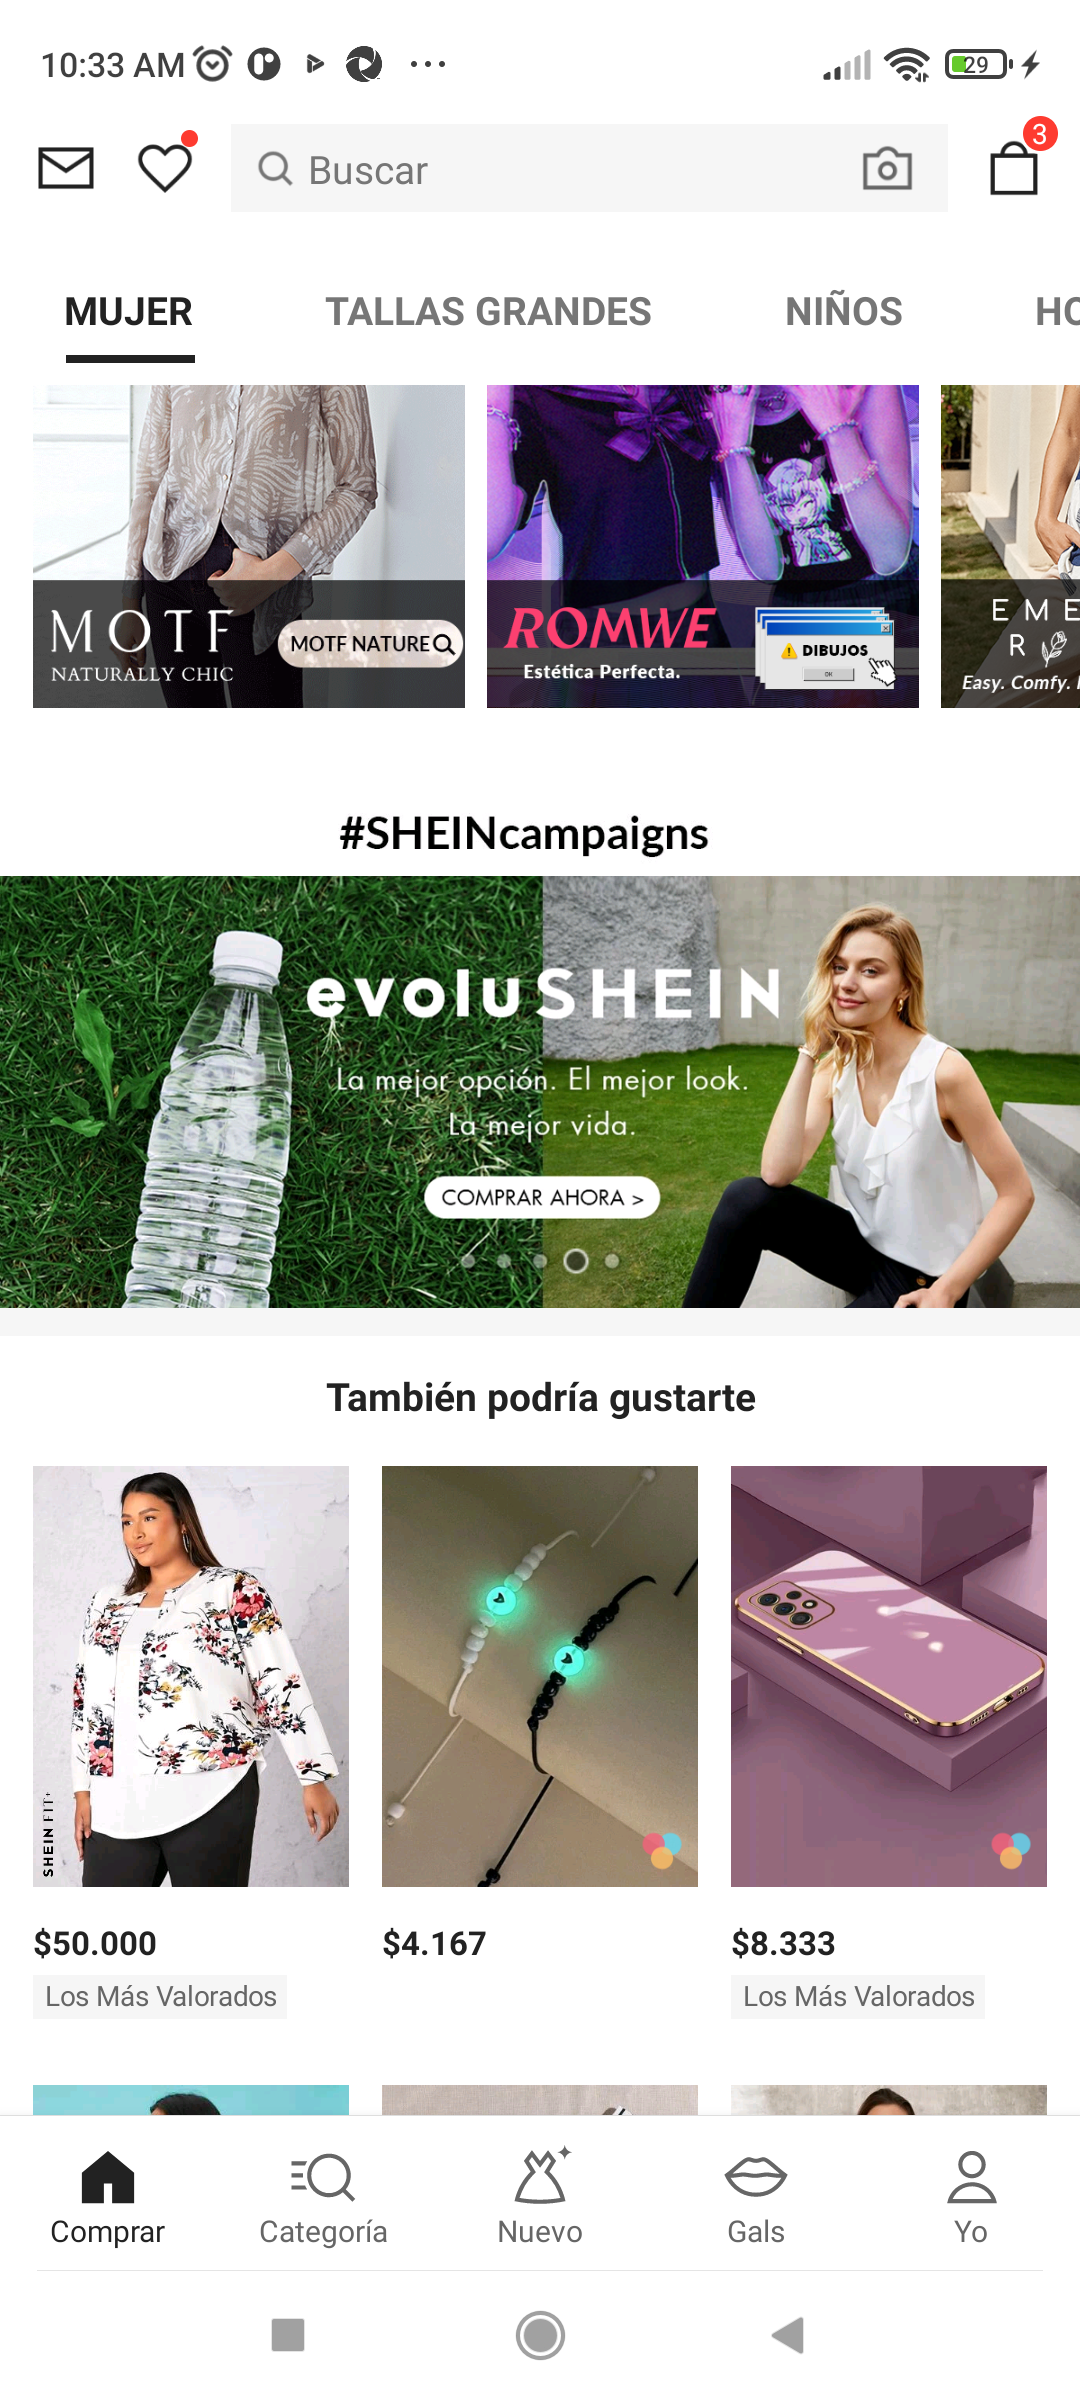 10:33 AM
29
3
Buscar
MUJER
TALLAS GRANDES
NIÑOS
HO
MOTF
NATURALLY CHIC
MOTF NATURE
ROMWE
Estética Perfecta.
DIBUJOS
OK
EME
R
Easy. Comfy.
#SHEINcampaigns
evoluSHEIN
La mejor opción. El mejor look.
La mejor vida.
COMPRAR AHORA >
También podría gustarte
SHEIN FIT+
$50.000
$4.167
$8.333
Los Más Valorados
Los Más Valorados
Comprar
Categoría
Nuevo
Gals
Yo